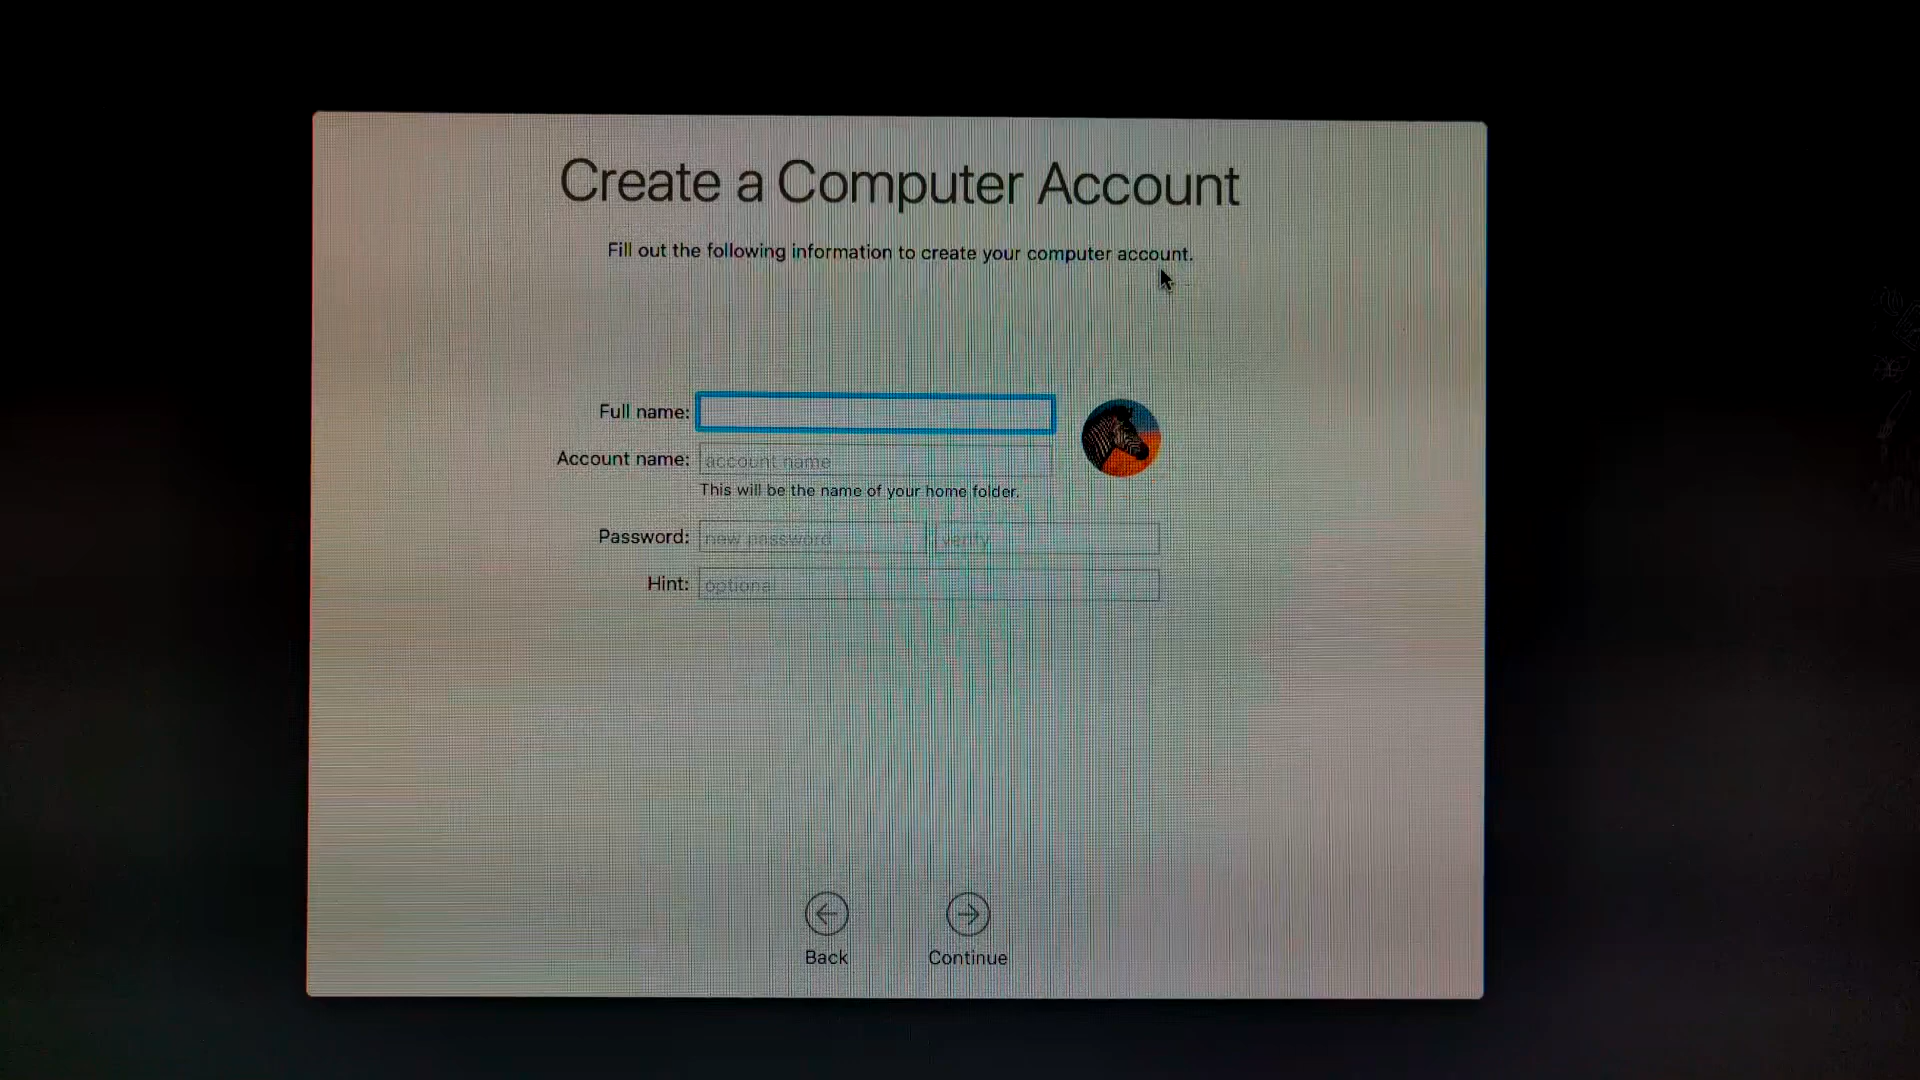 Create a Computer Account
Fill out the following information to create your computer account.
Full name:
Account name: account name
This will be the name of your home folder.
Password: new password verify
Hint: optional
Back Continue